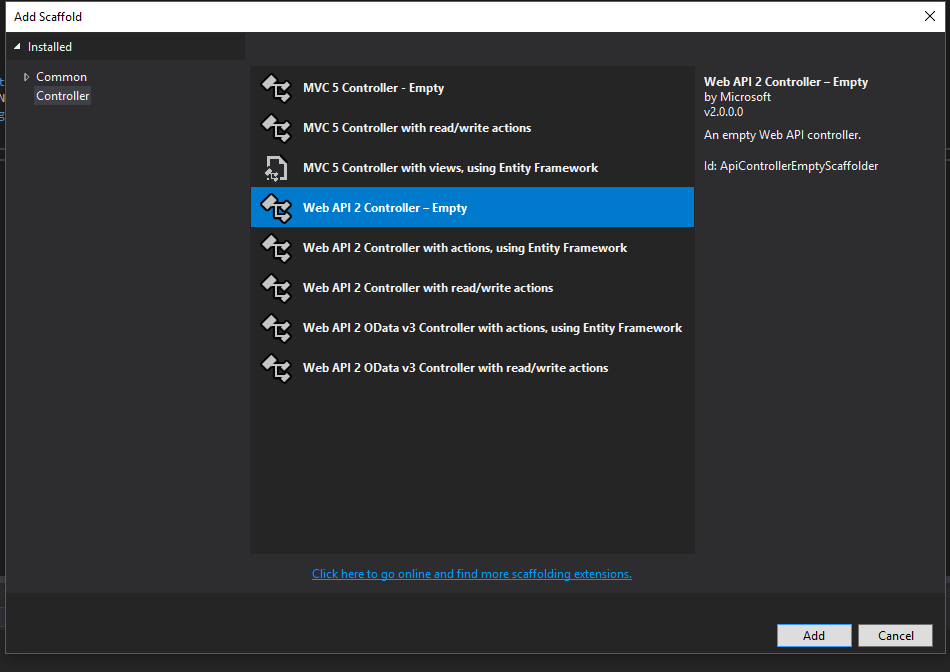 Add Scaffold
Installed
Common
Controller
MVC 5 Controller - Empty
MVC 5 Controller with read/write actions
MVC 5 Controller with views, using Entity Framework
Web API 2 Controller – Empty
Web API 2 Controller with actions, using Entity Framework
Web API 2 Controller with read/write actions
Web API 2 OData v3 Controller with actions, using Entity Framework
Web API 2 OData v3 Controller with read/write actions
Web API 2 Controller – Empty
by Microsoft
v2.0.0.0
An empty Web API controller.
Id: ApiControllerEmptyScaffolder
Click here to go online and find more scaffolding extensions.
Add
Cancel